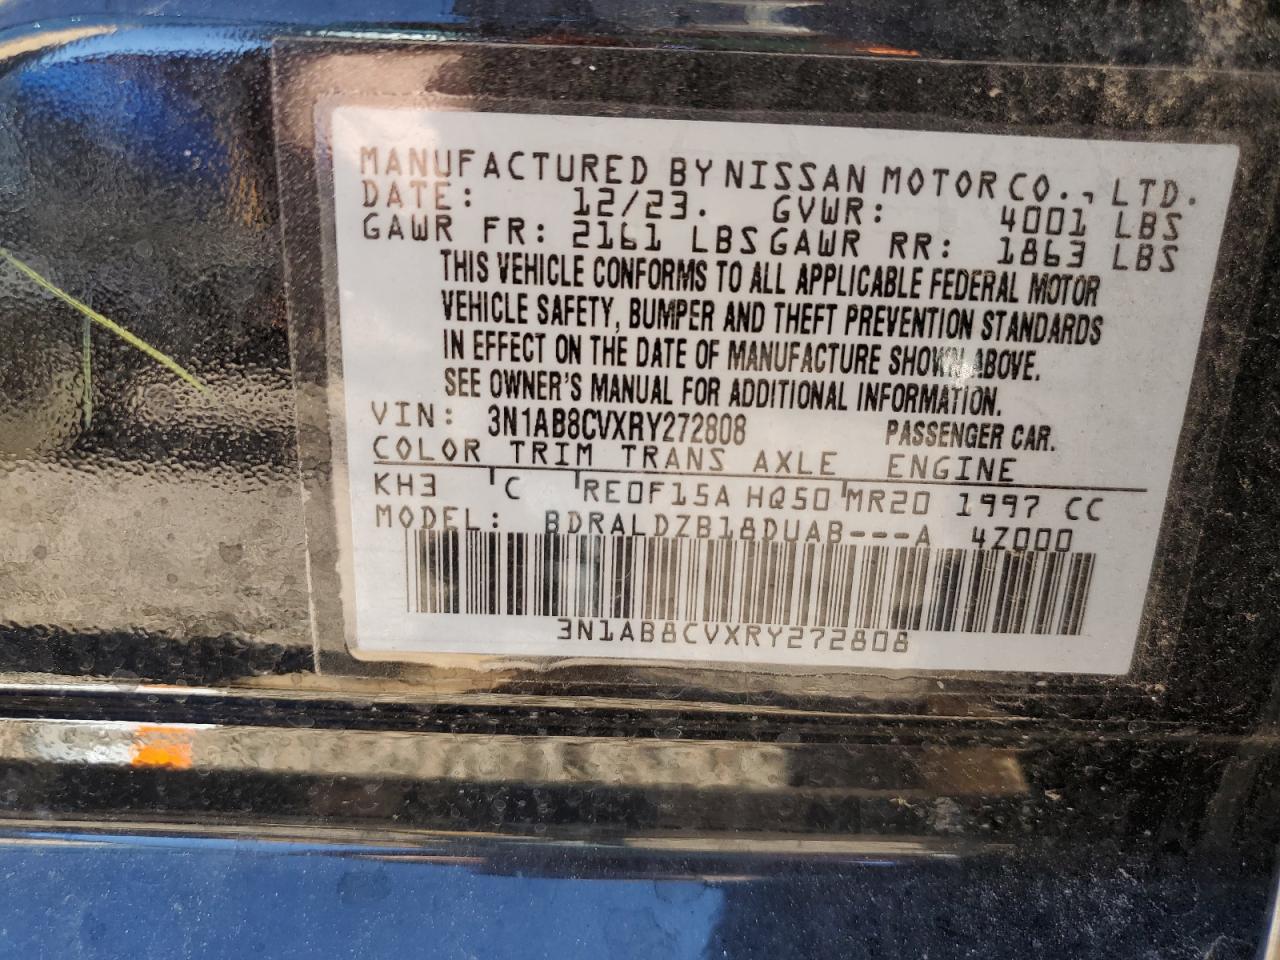 MANUFACTURED BY NISSAN MOTOR CO., LTD.
DATE: 12/23. GVWR: 4001 LBS
GAWR FR: 2161 LBS GAWR RR: 1863 LBS
THIS VEHICLE CONFORMS TO ALL APPLICABLE FEDERAL MOTOR
VEHICLE SAFETY, BUMPER AND THEFT PREVENTION STANDARDS
IN EFFECT ON THE DATE OF MANUFACTURE SHOWN ABOVE.
SEE OWNER'S MANUAL FOR ADDITIONAL INFORMATION.
VIN: 3N1AB8CVXRY272808 PASSENGER CAR.
COLOR TRIM TRANS AXLE ENGINE
KH3 C RE0F15A HQ50 MR20 1997 CC
MODEL: BDRALDZB18DUAB---A 4Z000
3N1AB8CVXRY272808